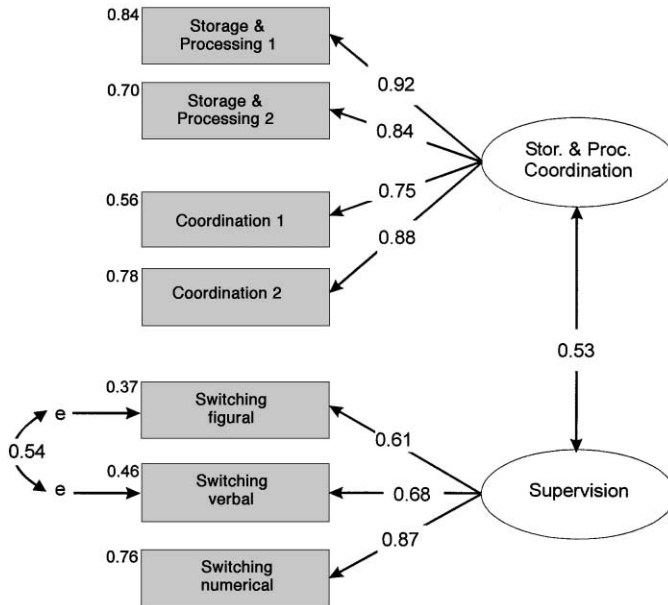 0.84
Storage &
Processing 1
0.92
0.70
Storage &
Processing 2
0.84
Stor. & Proc.
Coordination
0.56
Coordination 1
0.75
0.78
Coordination 2
0.88
0.53
0.37
Switching
figural
e
0.61
0.54
0.46
Switching
verbal
e
0.68
Supervision
0.76
Switching
numerical
0.87